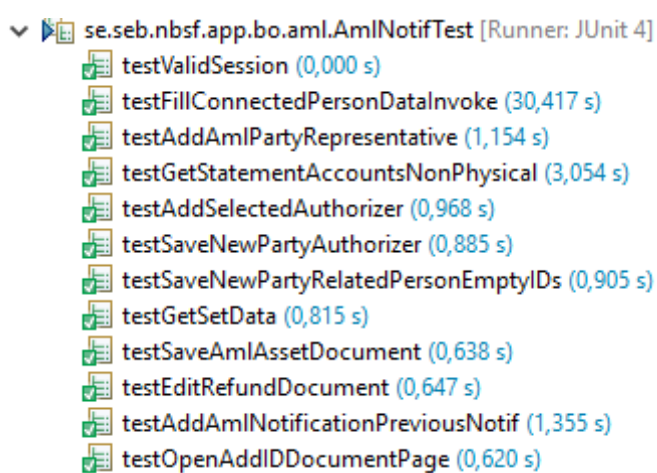 se.seb.nbsf.app.bo.aml.AmlNotifTest [Runner: JUnit 4]
testValidSession (0,000 s)
testFillConnectedPersonDataInvoke (30,417 s)
testAddAmlPartyRepresentative (1,154 s)
testGetStatementAccountsNonPhysical (3,054 s)
testAddSelectedAuthorizer (0,968 s)
testSaveNewPartyAuthorizer (0,885 s)
testSaveNewPartyRelatedPersonEmptyIDs (0,905 s)
testGetSetData (0,815 s)
testSaveAmlAssetDocument (0,638 s)
testEditRefundDocument (0,647 s)
testAddAmlNotificationPreviousNotif (1,355 s)
testOpenAddIDDocumentPage (0,620 s)